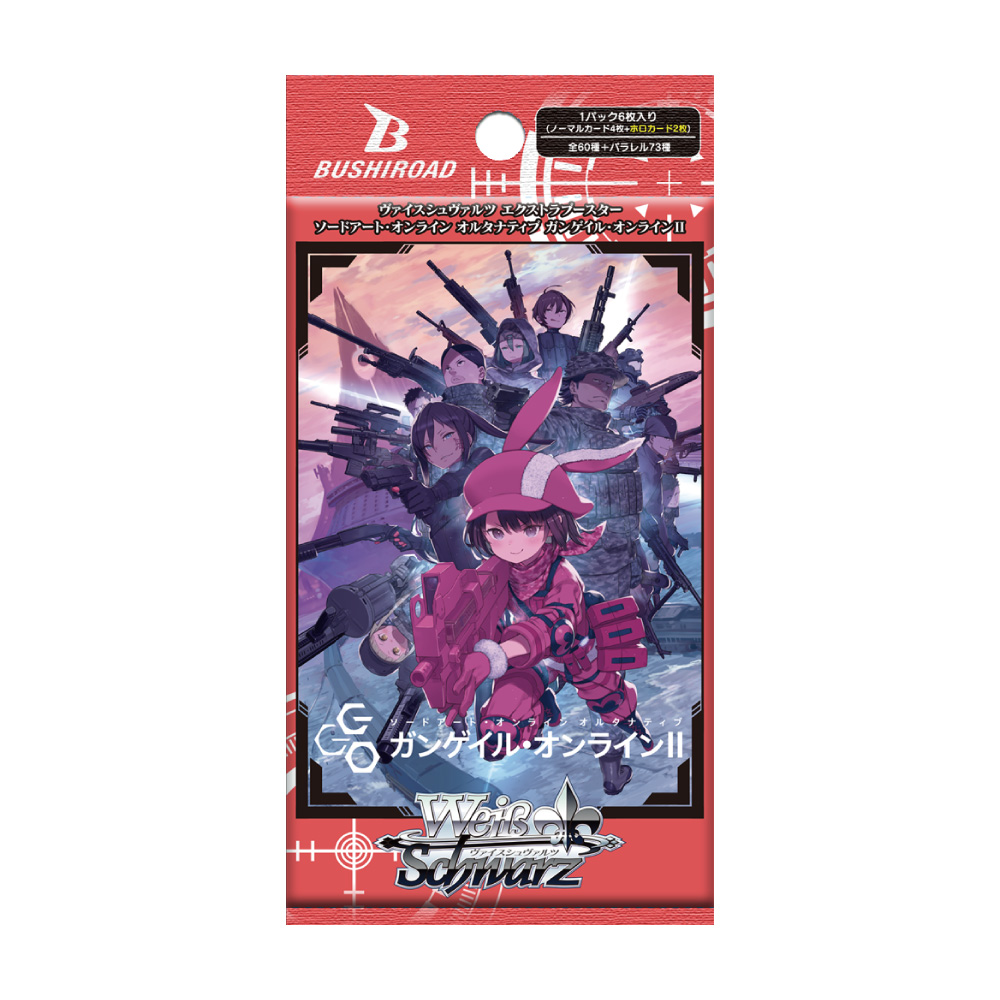 B
BUSHIROAD
1パック6枚入り
(ノーマルカード4枚+ホロカード2枚)
全60種+パラレル73種
ヴァイスシュヴァルツ エクストラブースター
ソードアート・オンライン オルタナティブ ガンゲイル・オンラインII
GGO
ソードアート・オンライン オルタナティブ
ガンゲイル・オンラインII
Weiß
ヴァイスシュヴァルツ
Schwarz